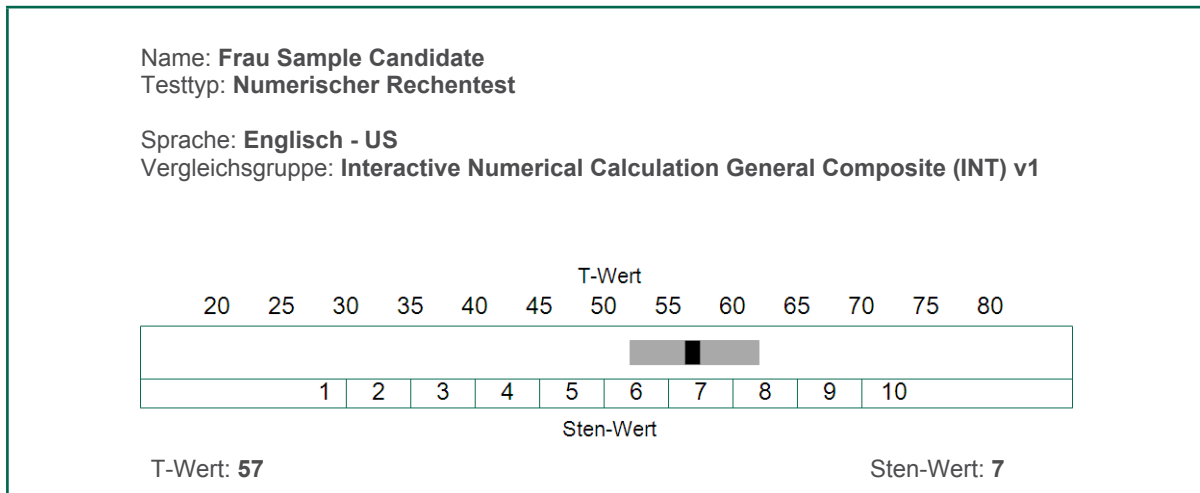 Name: Frau Sample Candidate
Testtyp: Numerischer Rechentest
Sprache: Englisch - US
Vergleichsgruppe: Interactive Numerical Calculation General Composite (INT) v1
T-Wert
20 25 30 35 40 45 50 55 60 65 70 75 80
1 2 3 4 5 6 7 8 9 10
Sten-Wert
T-Wert: 57 Sten-Wert: 7